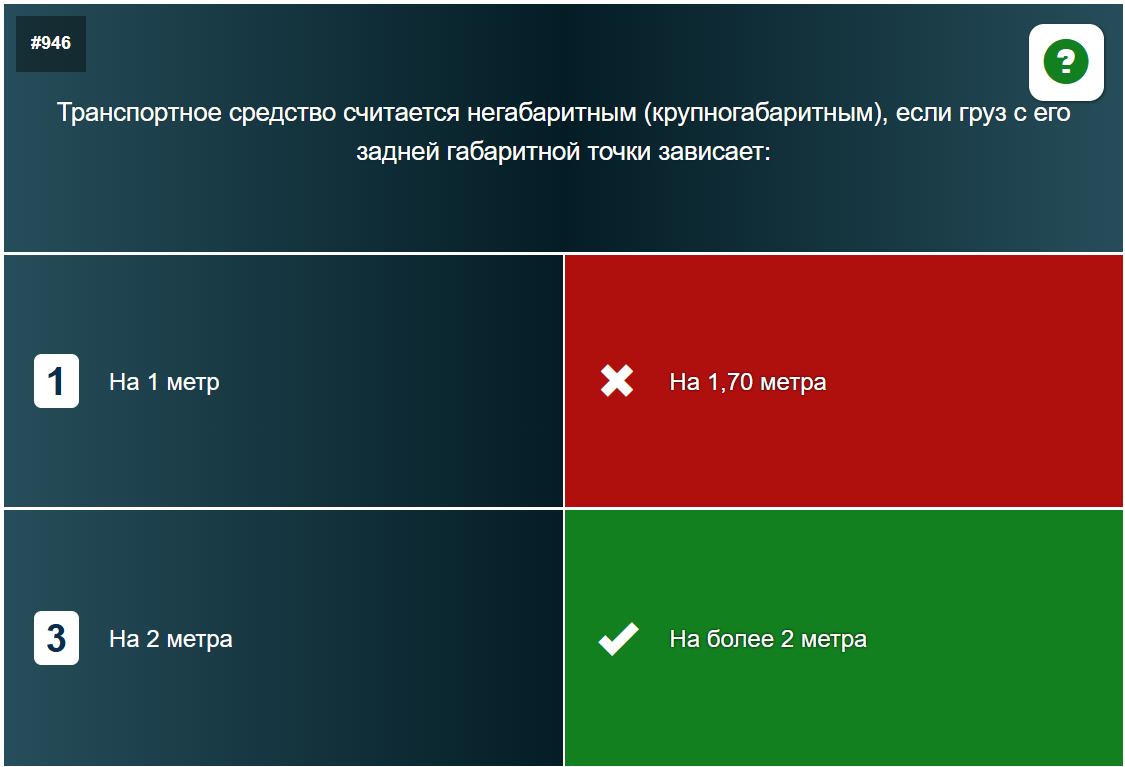 #946
?
Транспортное средство считается негабаритным (крупногабаритным), если груз с его
задней габаритной точки зависает:
1 На 1 метр
На 1,70 метра
3 На 2 метра
На более 2 метра